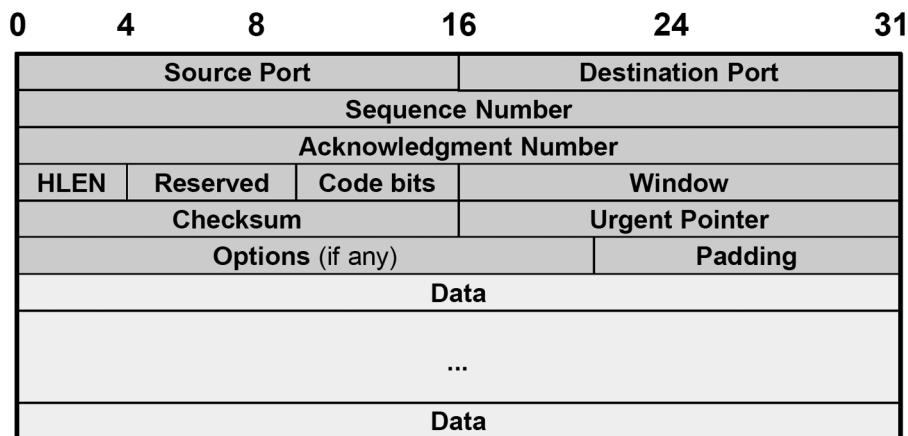 0 4 8 16 24 31
Source Port Destination Port
Sequence Number
Acknowledgment Number
HLEN Reserved Code bits Window
Checksum Urgent Pointer
Options (if any) Padding
Data
...
Data